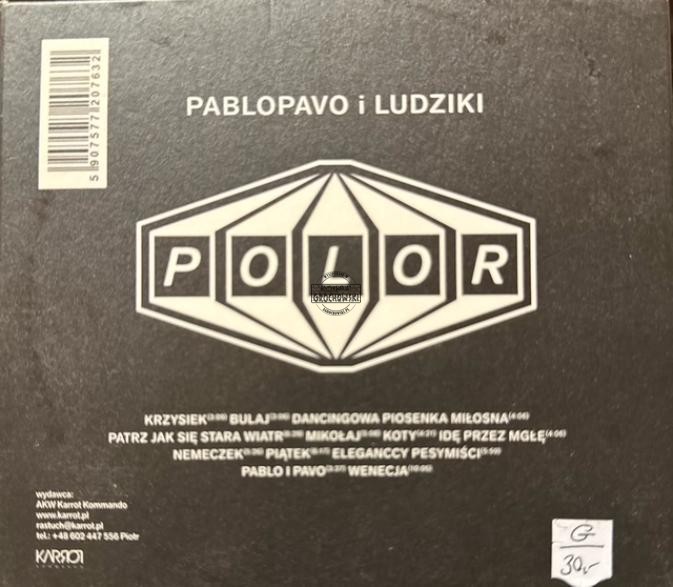 5 907577 207632
PABLOPAVO i LUDZIKI
POLOR
GROCHOWSKI
KRZYSIEK BULAJ DANCINGOWA PIOSENKA MIŁOSNA
PATRZ JAK SIĘ STARA WIATR MIKOŁAJ KOTY IDĘ PRZEZ MGŁĘ
NEMECZEK PIĄTEK ELEGANCCY PESYMIŚCI
PABLO I PAVO WENECJA
wydawca:
AKW Karrot Kommando
www.karrot.pl
rastuch@karrot.pl
tel.: +48 602 447 556 Piotr
KARROT
G
30,-